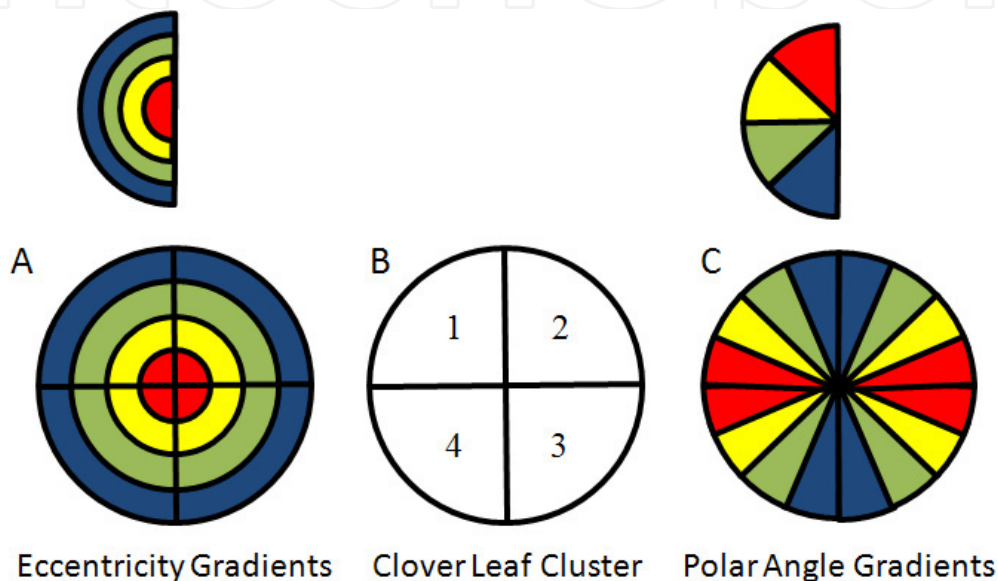 A
B
C
1
2
4
3
Eccentricity Gradients
Clover Leaf Cluster
Polar Angle Gradients